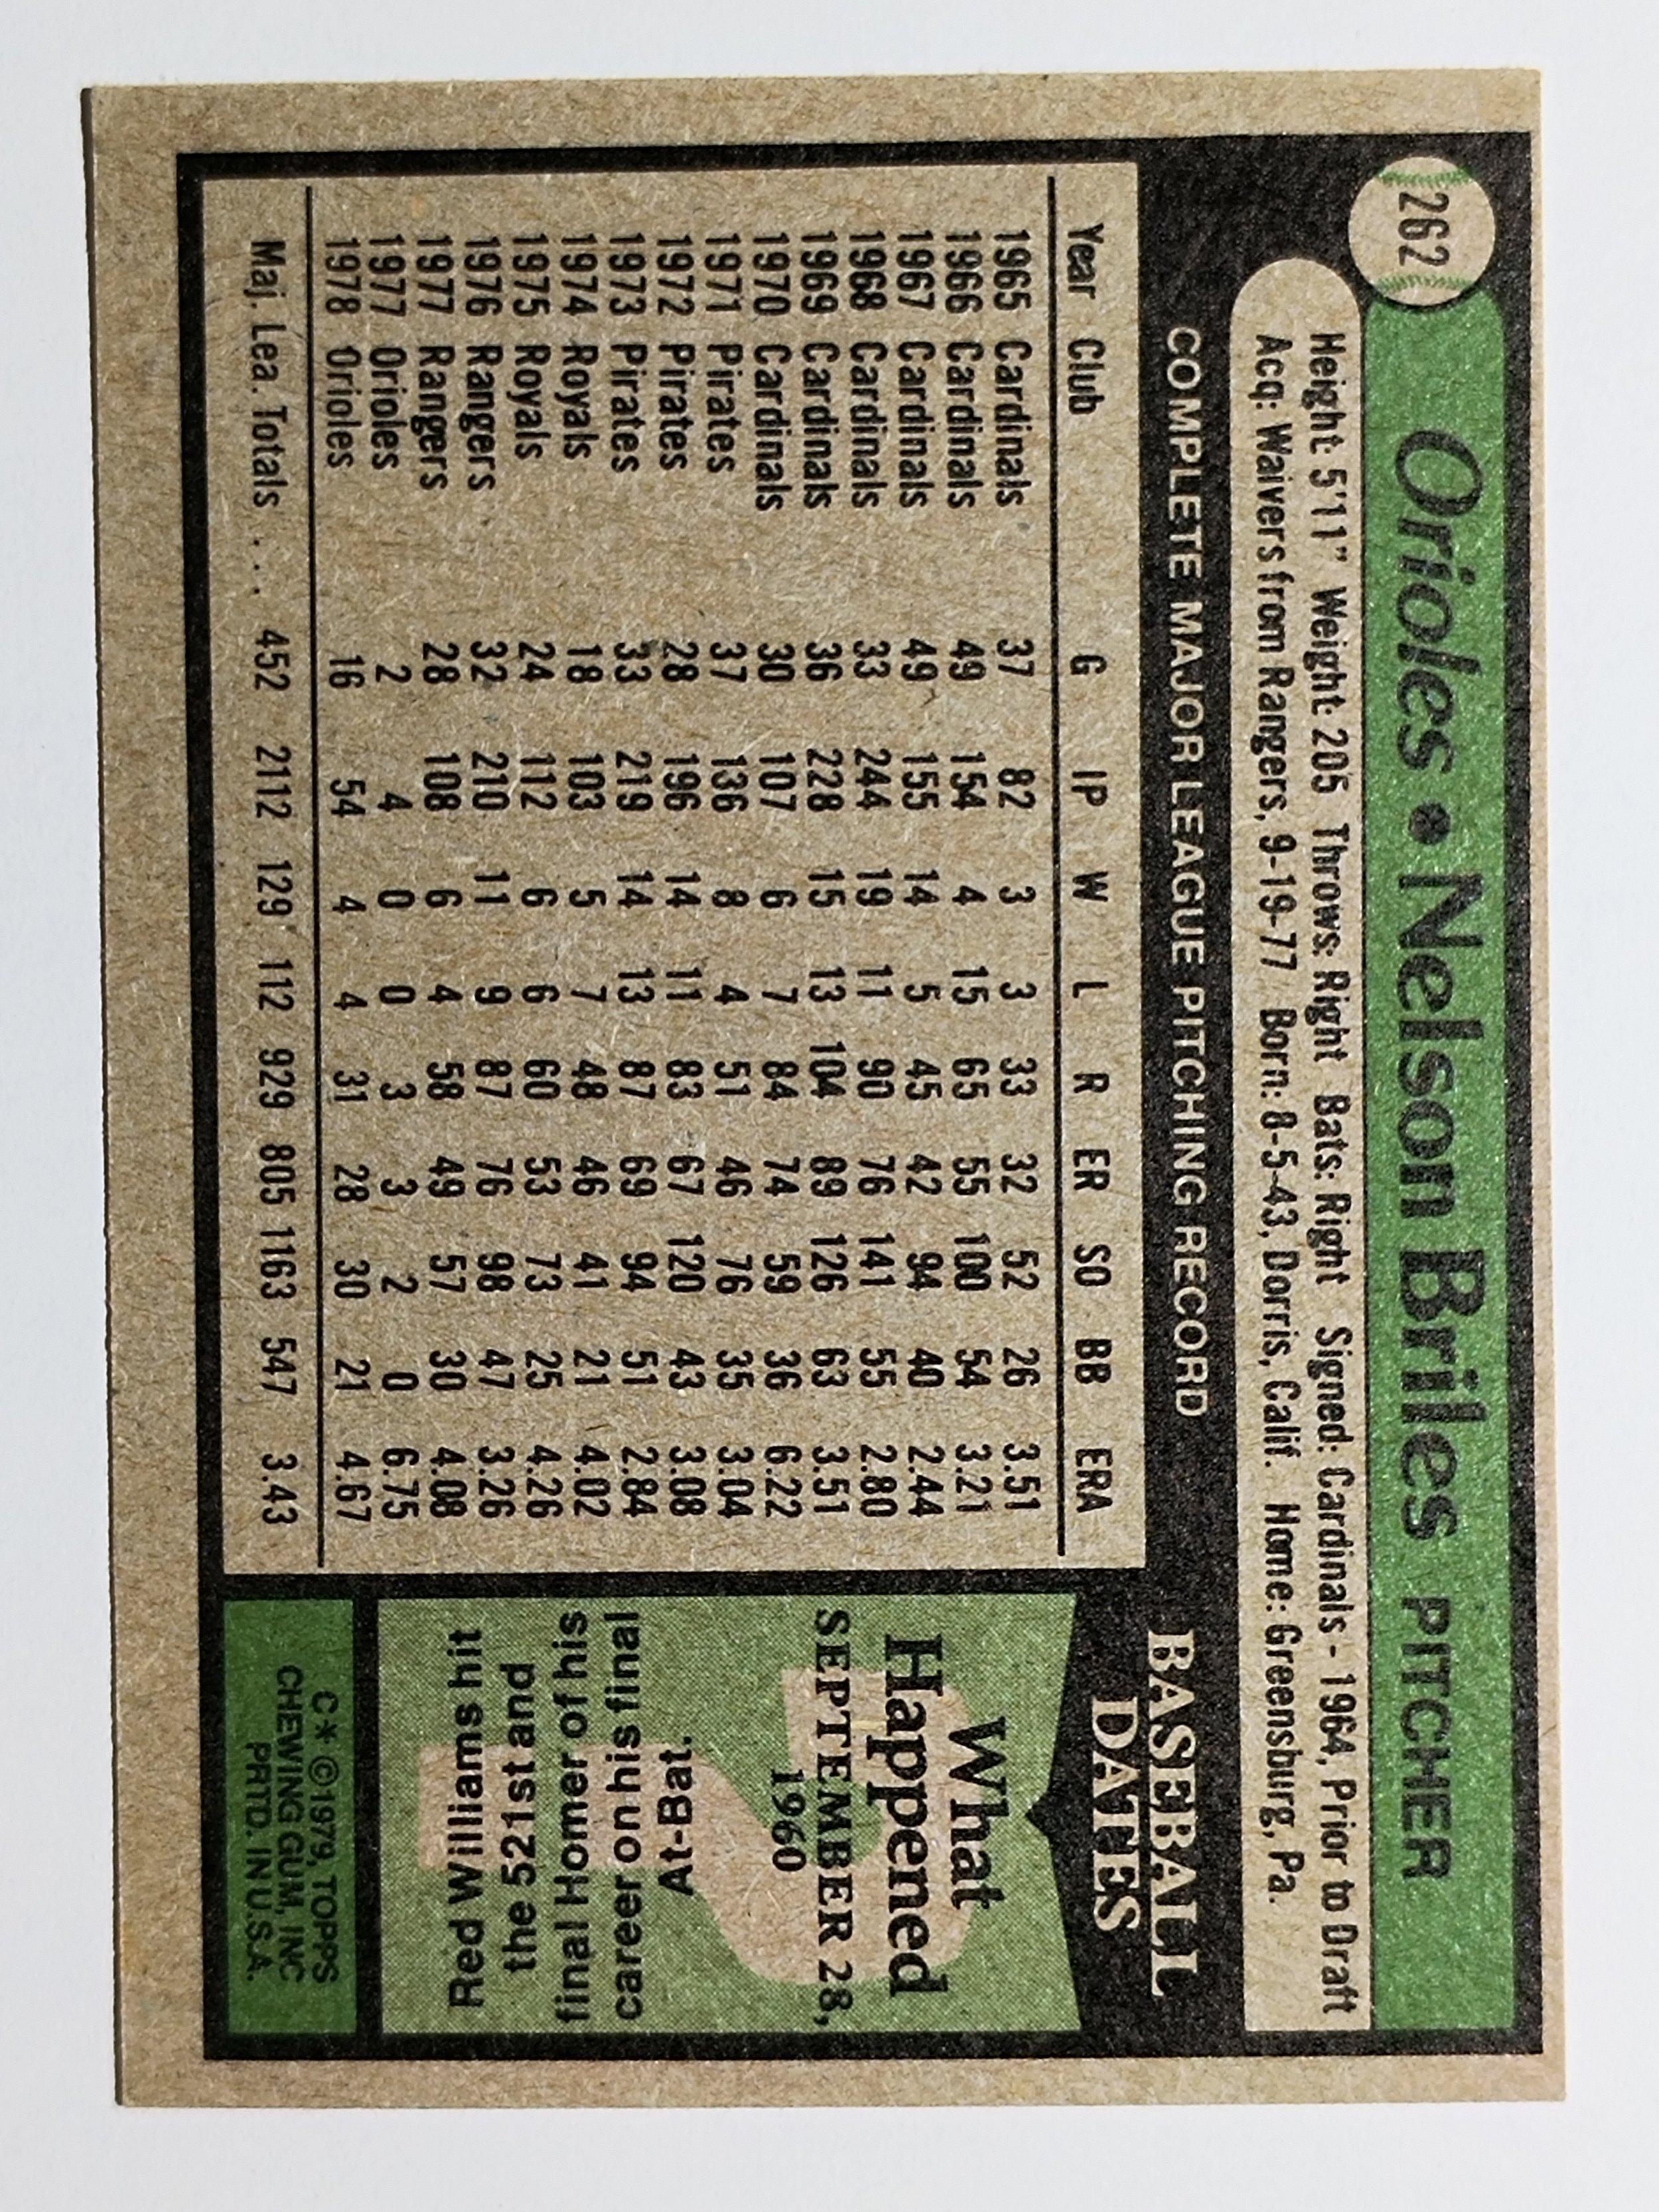 262
Orioles • Nelson Briles PITCHER
Height: 5'11" Weight: 205 Throws: Right Bats: Right Signed: Cardinals - 1964, Prior to Draft
Acq: Waivers from Rangers, 9-19-77 Born: 8-5-43, Dorris, Calif. Home: Greensburg, Pa.
COMPLETE MAJOR LEAGUE PITCHING RECORD
Year Club G IP W L R ER SO BB ERA
1965 Cardinals 37 82 3 3 33 32 52 26 3.51
1966 Cardinals 49 154 4 15 65 55 100 54 3.21
1967 Cardinals 49 155 14 5 45 42 94 40 2.44
1968 Cardinals 33 244 19 11 90 76 141 55 2.80
1969 Cardinals 36 228 15 13 104 89 126 63 3.51
1970 Cardinals 30 107 6 7 84 74 59 36 6.22
1971 Pirates 37 136 8 4 51 46 76 35 3.04
1972 Pirates 28 196 14 11 83 67 120 43 3.08
1973 Pirates 33 219 14 13 87 69 94 51 2.84
1974 Royals 18 103 5 7 48 46 41 21 4.02
1975 Royals 24 112 6 6 60 53 73 25 4.26
1976 Rangers 32 210 11 9 87 76 98 47 3.26
1977 Rangers 28 108 6 4 58 49 57 30 4.08
1977 Orioles 2 4 0 0 3 3 2 0 6.75
1978 Orioles 16 54 4 4 31 28 30 21 4.67
Maj. Lea. Totals . . . 452 2112 129 112 929 805 1163 547 3.43
BASEBALL
DATES
What
Happened
SEPTEMBER 28,
1960
Red Williams hit
the 521st and
final Homer of his
career on his final
At-Bat.
C* ©1979, TOPPS
CHEWING GUM, INC
PRTD. IN U.S.A.